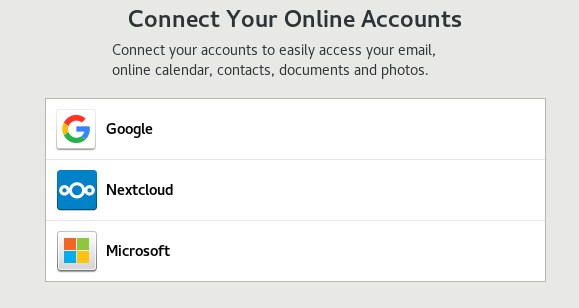 Connect Your Online Accounts
Connect your accounts to easily access your email,
online calendar, contacts, documents and photos.
Google
Nextcloud
Microsoft